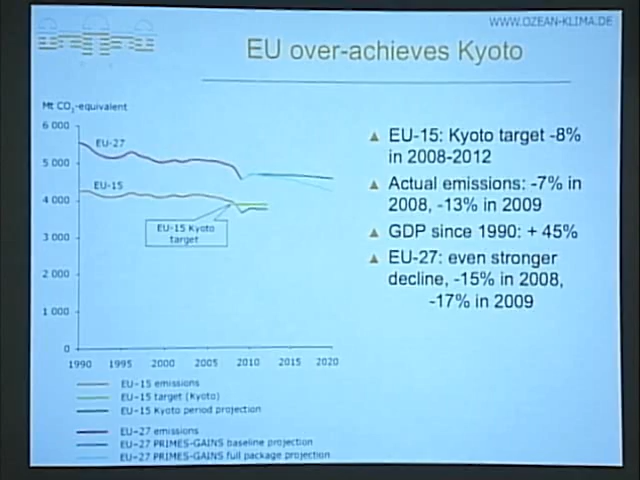 WWW.OZEAN-KLIMA.DE
EU over-achieves Kyoto
Mt CO2-equivalent
6 000
5 000
4 000
3 000
2 000
1 000
0
EU-27
EU-15
EU-15 Kyoto
target
1990 1995 2000 2005 2010 2015 2020
EU-15 emissions
EU-15 target (Kyoto)
EU-15 Kyoto period projection
EU-27 emissions
EU-27 PRIMES-GAINS baseline projection
EU-27 PRIMES-GAINS full package projection
EU-15: Kyoto target -8%
in 2008-2012
Actual emissions: -7% in
2008, -13% in 2009
GDP since 1990: + 45%
EU-27: even stronger
decline, -15% in 2008,
-17% in 2009